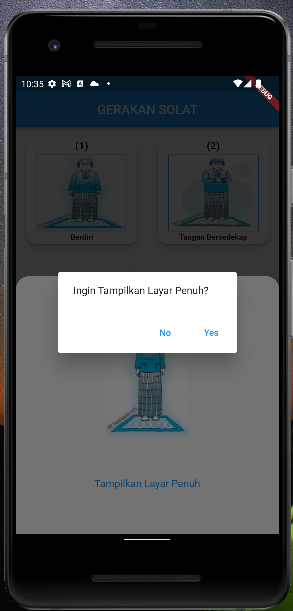 10:35
DEBUG
GERAKAN SOLAT
(1)
(2)
Berdiri
Tangan Bersedekap
Ingin Tampilkan Layar Penuh?
No
Yes
Tampilkan Layar Penuh